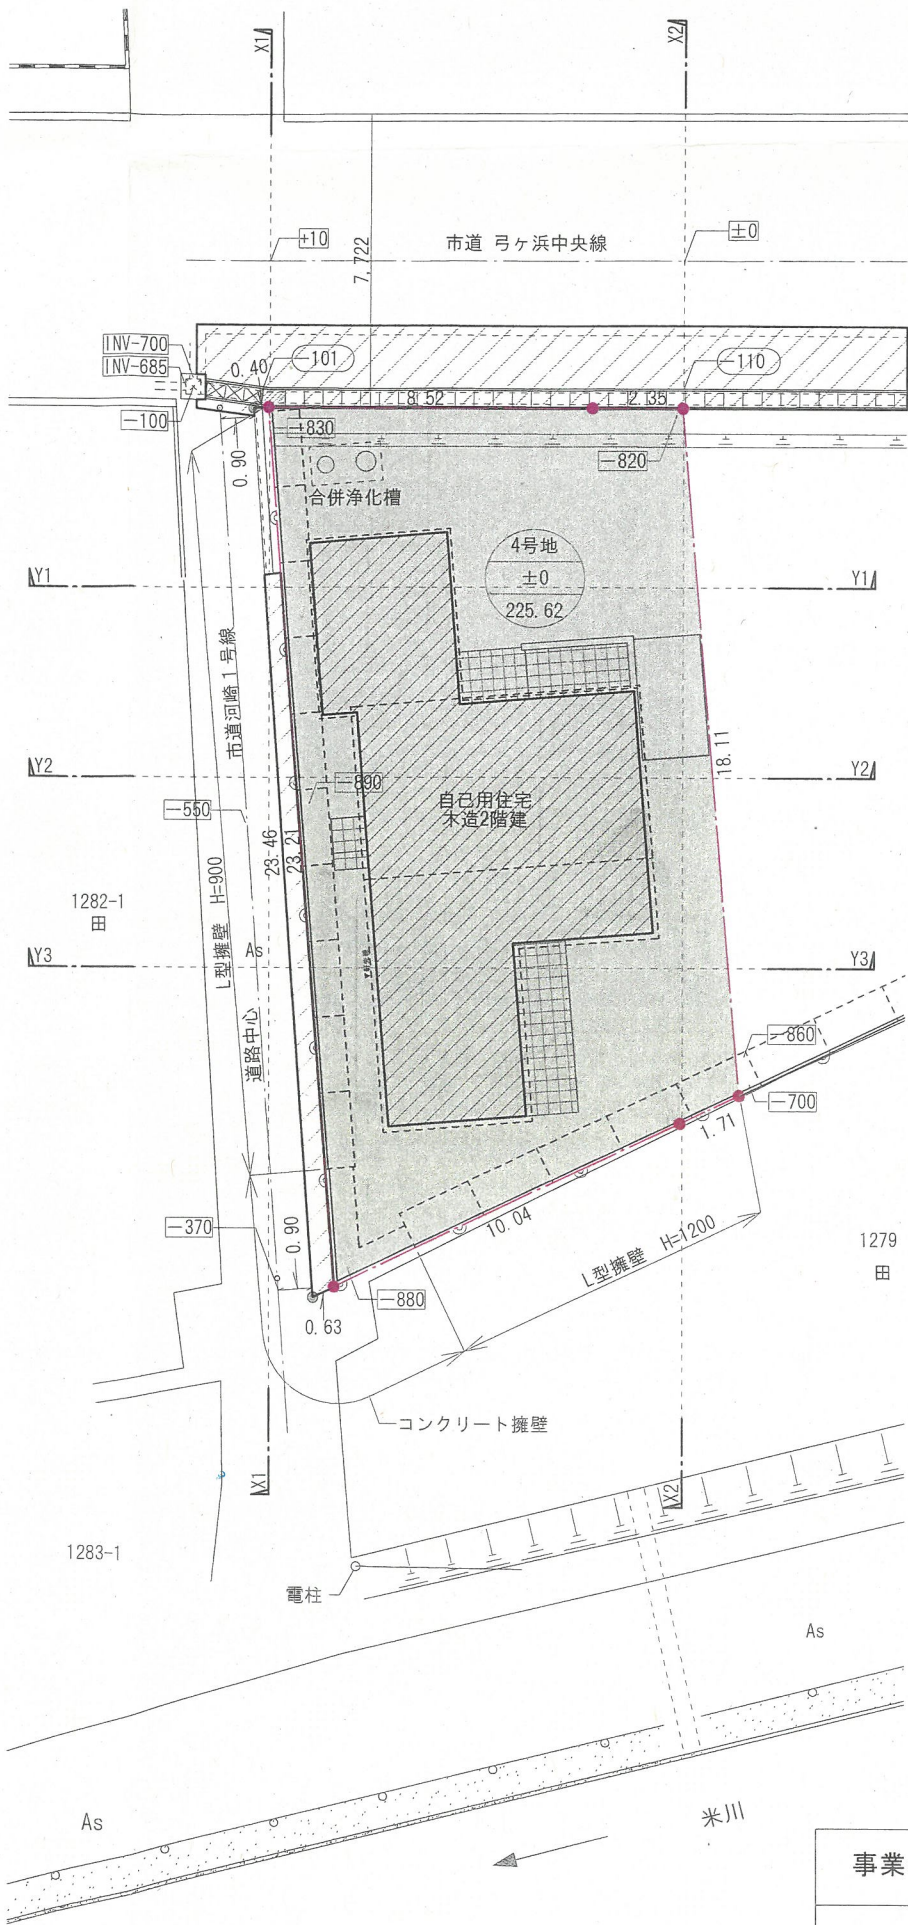 X1
X2
+10
7,722
市道 弓ヶ浜中央線
±0
INV-700
INV-685
0.40
-101
-110
8.52
2.35
-100
-830
-820
0.90
合併浄化槽
4号地
±0
225.62
Y1
Y1
市道河崎1号線
18.11
Y2
Y2
-890
自己用住宅
木造2階建
-550
23.46
23.21
1282-1
田
L型擁壁 H=900
As
Y3
Y3
道路中心
-860
-700
1.71
-370
0.90
10.04
L型擁壁 H=1200
1279
田
-880
0.63
コンクリート擁壁
X1
X2
1283-1
電柱
As
As
米川
事業